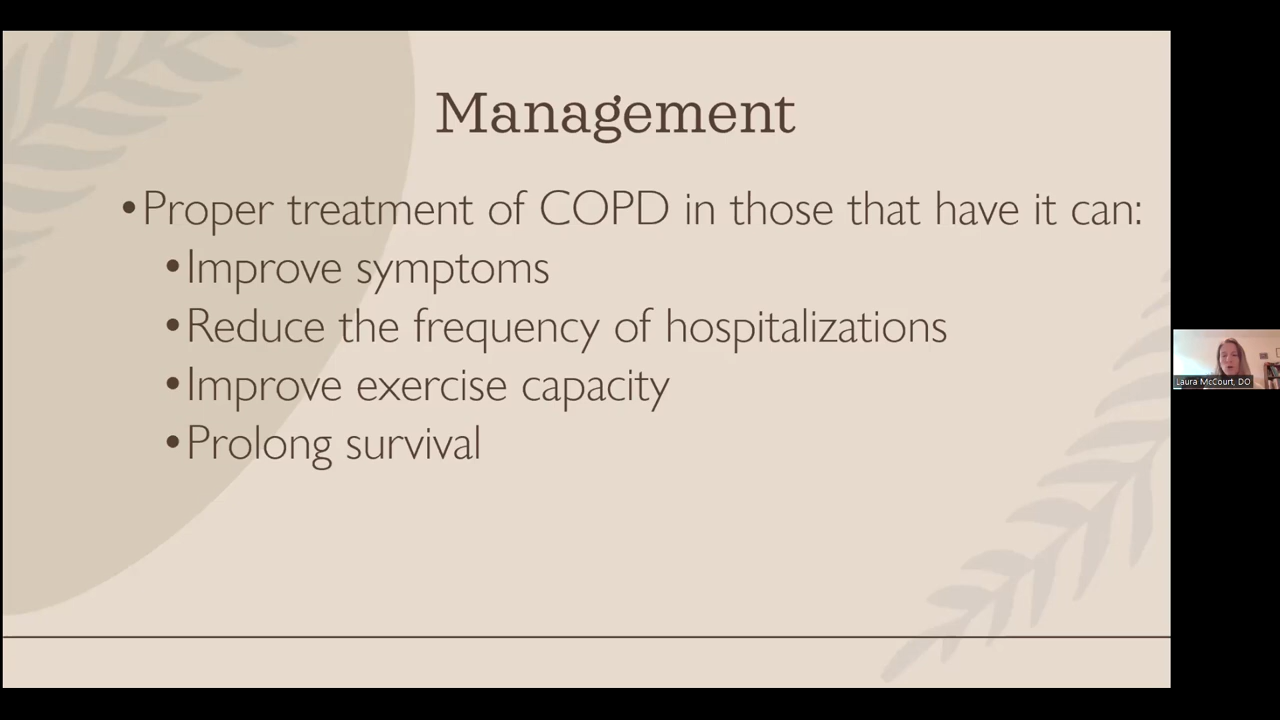 Management
•Proper treatment of COPD in those that have it can:
•Improve symptoms
•Reduce the frequency of hospitalizations
•Improve exercise capacity
•Prolong survival
Laura McCourt, DO